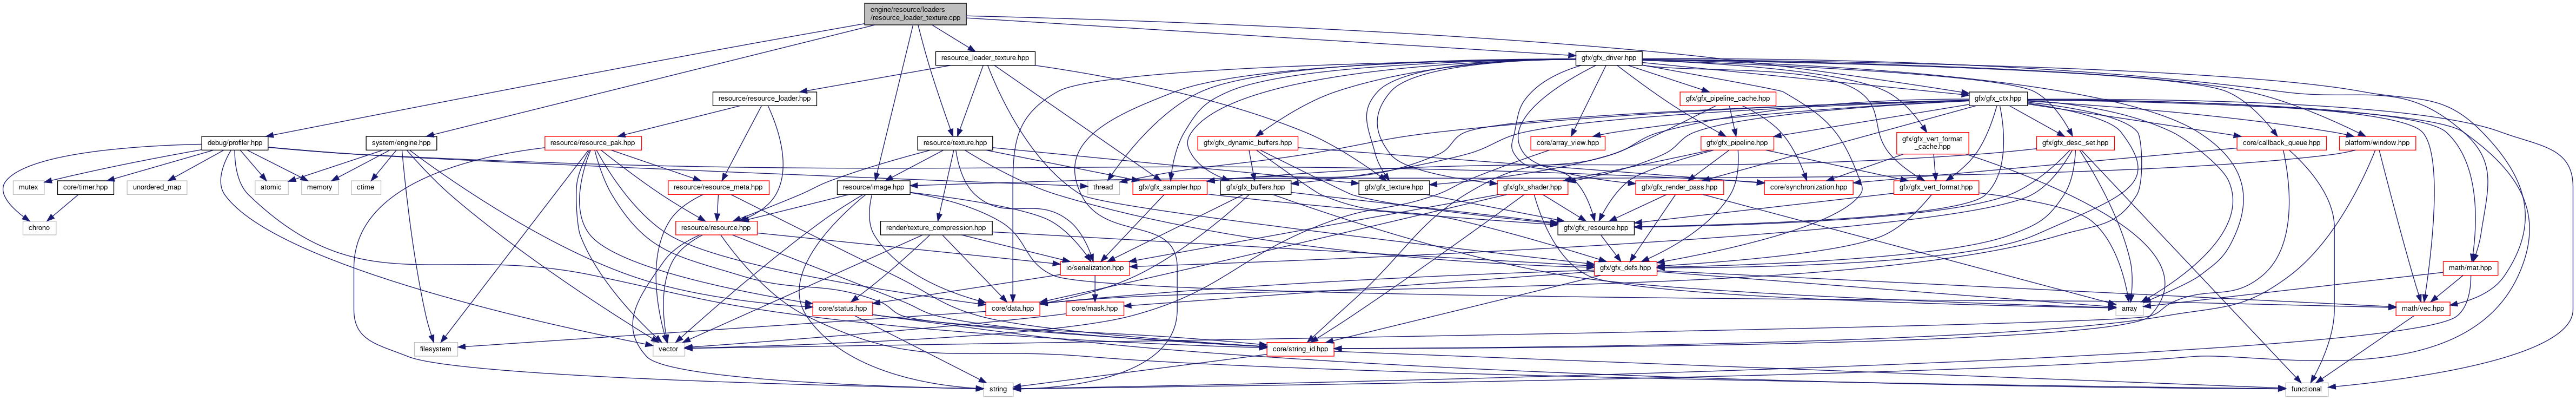 engine/resource/loaders
/resource_loader_texture.cpp
resource_loader_texture.hpp
gfx/gfx_driver.hpp
resource/resource_loader.hpp
gfx/gfx_pipeline_cache.hpp
gfx/gfx_ctx.hpp
debug/profiler.hpp
system/engine.hpp
resource/resource_pak.hpp
resource/texture.hpp
gfx/gfx_dynamic_buffers.hpp
core/array_view.hpp
gfx/gfx_pipeline.hpp
gfx/gfx_vert_format
_cache.hpp
gfx/gfx_desc_set.hpp
core/callback_queue.hpp
platform/window.hpp
mutex
core/timer.hpp
unordered_map
atomic
memory
ctime
resource/resource_meta.hpp
resource/image.hpp
thread
gfx/gfx_sampler.hpp
gfx/gfx_buffers.hpp
gfx/gfx_texture.hpp
gfx/gfx_shader.hpp
gfx/gfx_render_pass.hpp
core/synchronization.hpp
gfx/gfx_vert_format.hpp
chrono
resource/resource.hpp
render/texture_compression.hpp
gfx/gfx_resource.hpp
io/serialization.hpp
gfx/gfx_defs.hpp
math/mat.hpp
core/status.hpp
core/data.hpp
core/mask.hpp
array
math/vec.hpp
filesystem
vector
core/string_id.hpp
string
functional